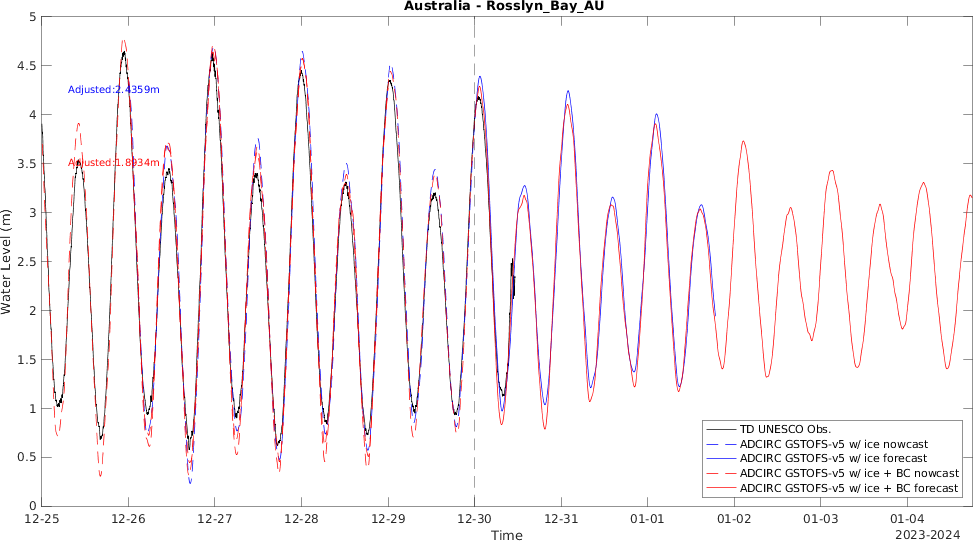 Australia - Rosslyn_Bay_AU
5
4.5
4
3.5
3
2.5
2
1.5
1
0.5
0
Water Level (m)
Adjusted:2.4359m
Adjusted:1.8934m
TD UNESCO Obs.
ADCIRC GSTOFS-v5 w/ ice nowcast
ADCIRC GSTOFS-v5 w/ ice forecast
ADCIRC GSTOFS-v5 w/ ice + BC nowcast
ADCIRC GSTOFS-v5 w/ ice + BC forecast
12-25 12-26 12-27 12-28 12-29 12-30 12-31 01-01 01-02 01-03 01-04
Time
2023-2024